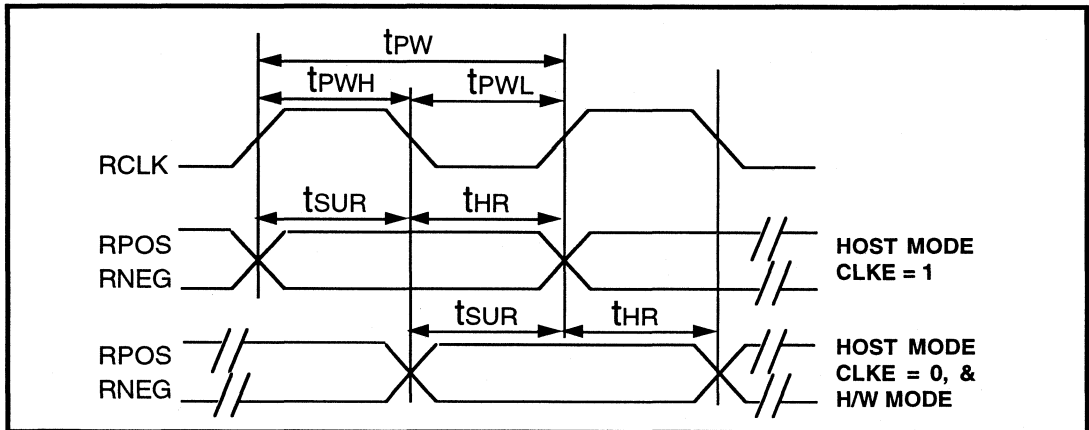 tPW
tPWH tPWL
RCLK
tSUR tHR
RPOS
RNEG
HOST MODE
CLKE = 1
tSUR tHR
RPOS
RNEG
HOST MODE
CLKE = 0, &
H/W MODE